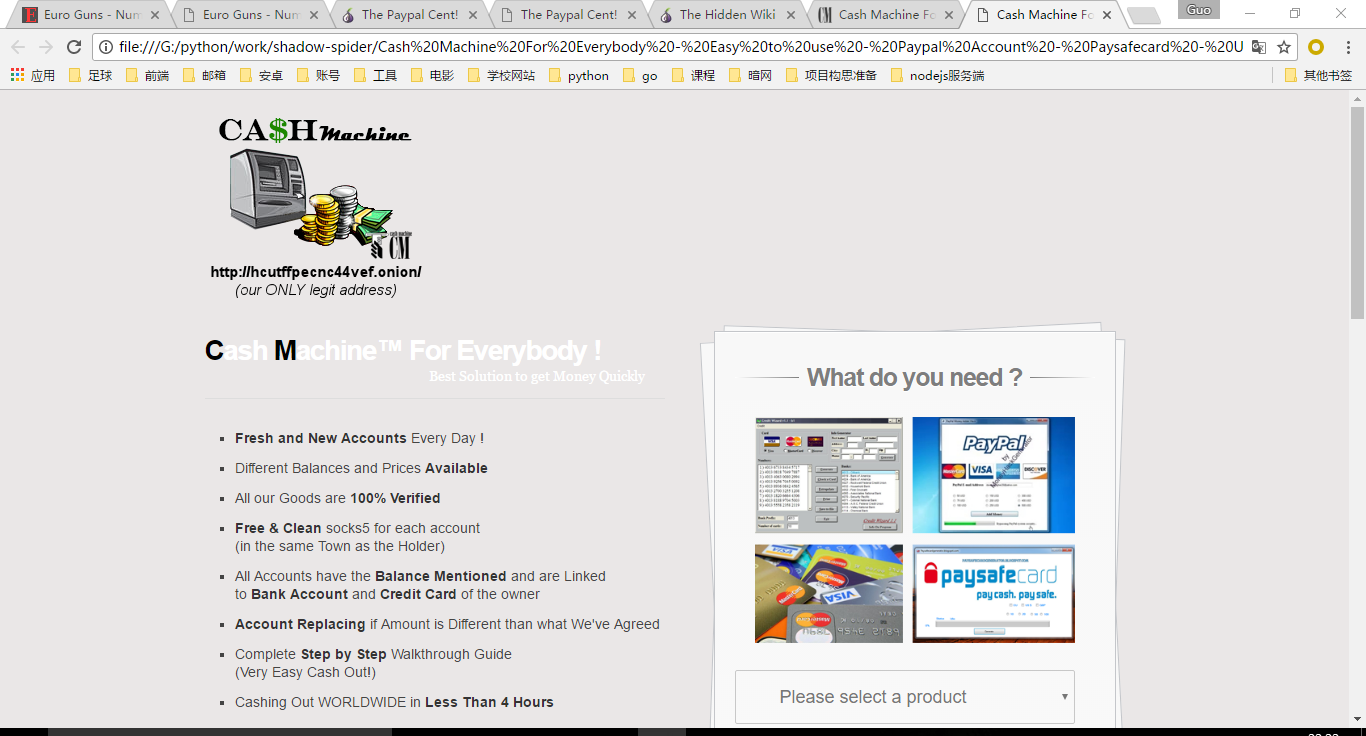 Guo
Euro Guns - Num
Euro Guns - Num
The Paypal Cent!
The Paypal Cent!
The Hidden Wiki
Cash Machine Fo
Cash Machine Fo
file:///G:/python/work/shadow-spider/Cash%20Machine%20For%20Everybody%20-%20Easy%20to%20use%20-%20Paypal%20Account%20-%20Paysafecard%20-%20U
应用 足球 前端 邮箱 安卓 账号 工具 电影 学校网站 python go 课程 暗网 项目构思准备 nodejs服务端 其他书签
CA$H Machine
cash machine
CM
http://hcutffpecnc44vef.onion/
(our ONLY legit address)
Cash Machine™ For Everybody !
Best Solution to get Money Quickly
Fresh and New Accounts Every Day !
Different Balances and Prices Available
All our Goods are 100% Verified
Free & Clean socks5 for each account
(in the same Town as the Holder)
All Accounts have the Balance Mentioned and are Linked
to Bank Account and Credit Card of the owner
Account Replacing if Amount is Different than what We've Agreed
Complete Step by Step Walkthrough Guide
(Very Easy Cash Out!)
Cashing Out WORLDWIDE in Less Than 4 Hours
What do you need ?
PayPal
MasterCard VISA DISCOVER
MasterCard
VISA
paysafecard
pay cash. pay safe.
Please select a product